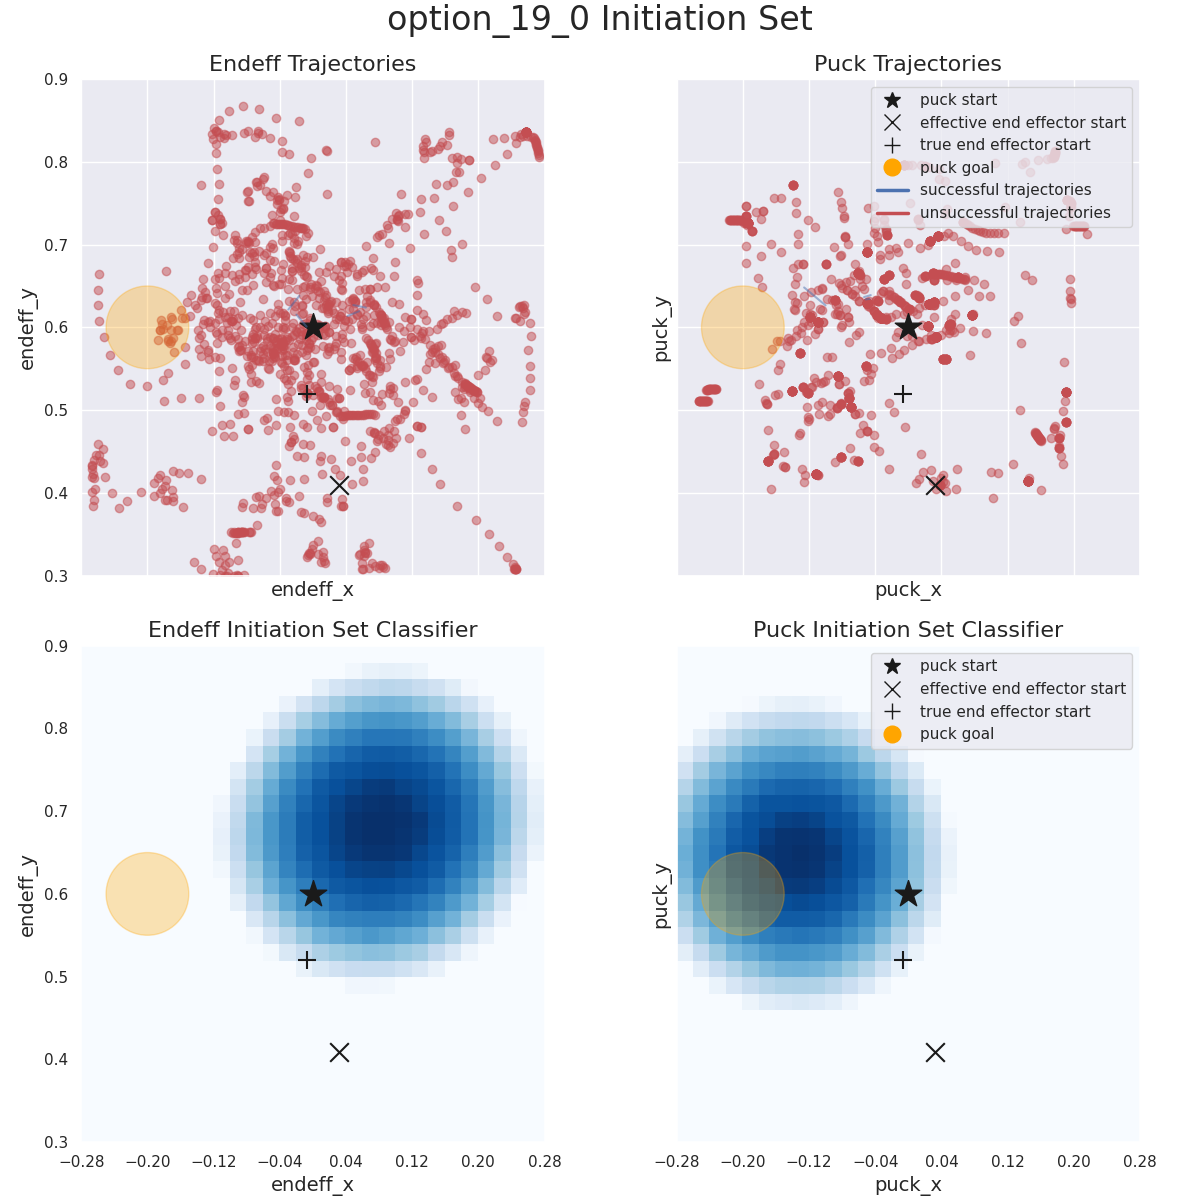 option_19_0 Initiation Set
Endeff Trajectories
0.9
0.8
0.7
0.6
0.5
0.4
0.3
endeff_y
endeff_x
Puck Trajectories
puck start
effective end effector start
true end effector start
puck goal
successful trajectories
unsuccessful trajectories
puck_y
puck_x
Endeff Initiation Set Classifier
0.9
0.8
0.7
0.6
0.5
0.4
0.3
endeff_y
−0.28 −0.20 −0.12 −0.04 0.04 0.12 0.20 0.28
endeff_x
Puck Initiation Set Classifier
puck start
effective end effector start
true end effector start
puck goal
puck_y
−0.28 −0.20 −0.12 −0.04 0.04 0.12 0.20 0.28
puck_x